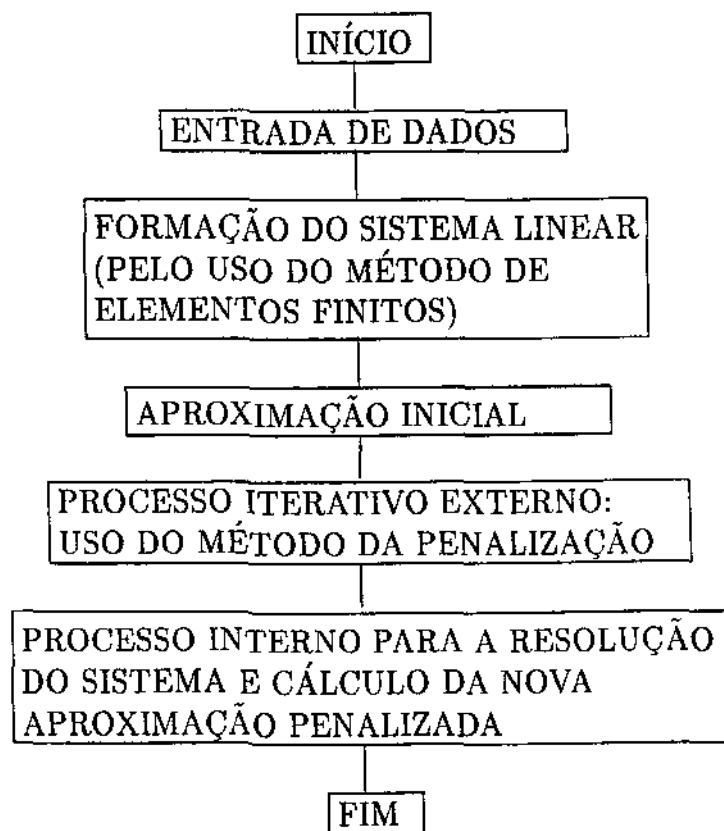 INÍCIO
ENTRADA DE DADOS
FORMAÇÃO DO SISTEMA LINEAR
(PELO USO DO MÉTODO DE
ELEMENTOS FINITOS)
APROXIMAÇÃO INICIAL
PROCESSO ITERATIVO EXTERNO:
USO DO MÉTODO DA PENALIZAÇÃO
PROCESSO INTERNO PARA A RESOLUÇÃO
DO SISTEMA E CÁLCULO DA NOVA
APROXIMAÇÃO PENALIZADA
FIM